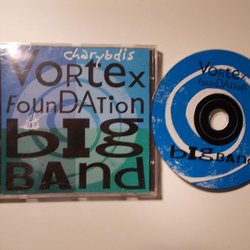 charybdis
VORTEX
FOUNDATION
bIG
BAND
VORTEX
FOUNDATION
bIG BAND